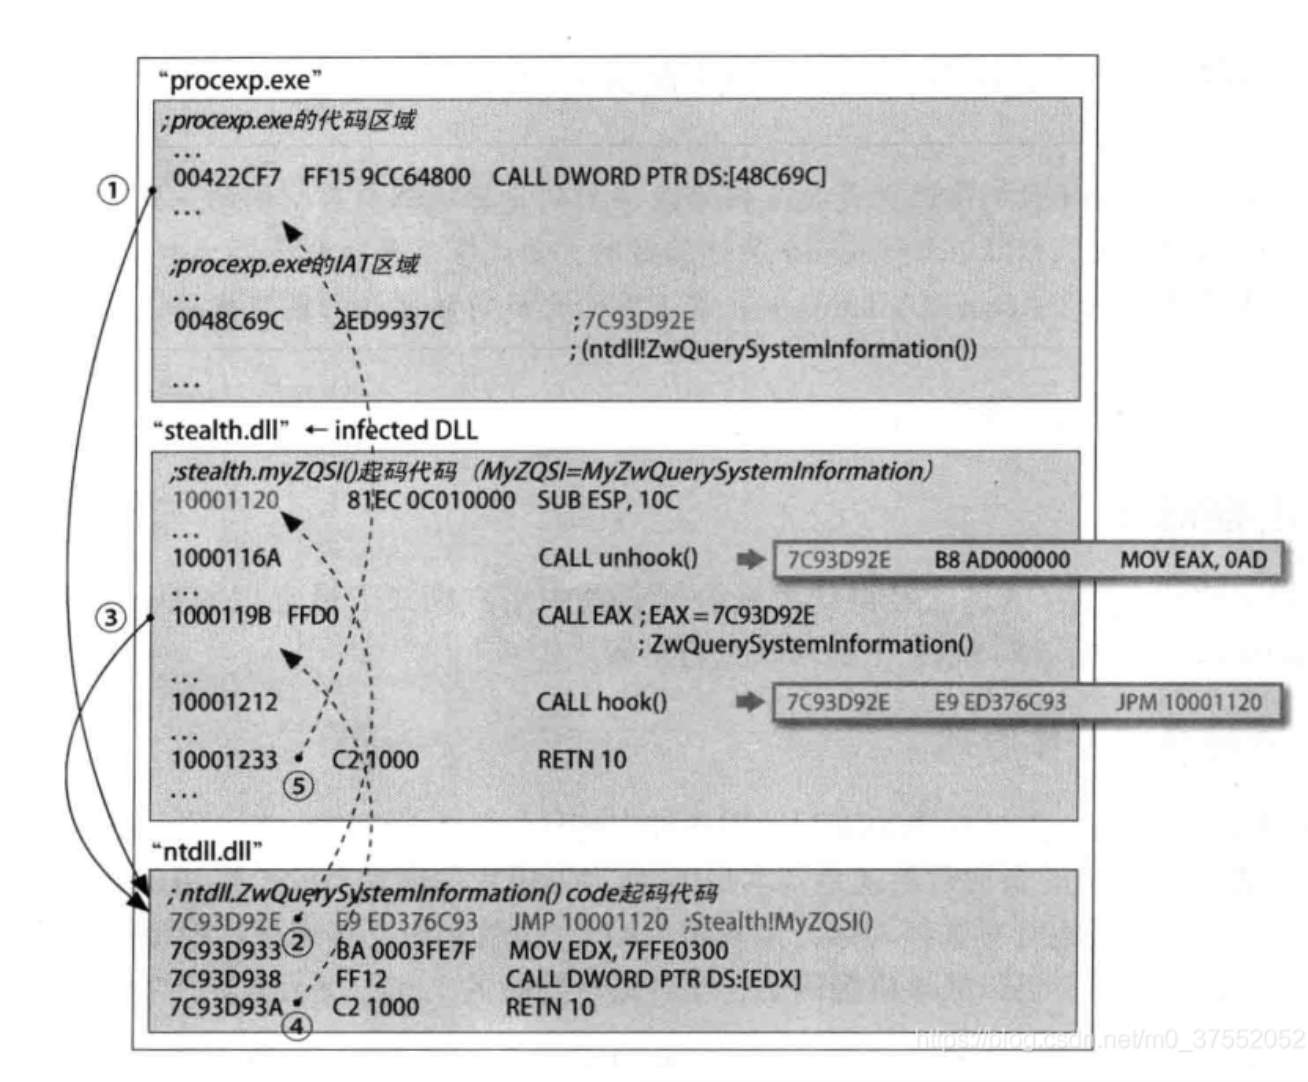 “procexp.exe”
;procexp.exe的代码区域
...
① 00422CF7 FF15 9CC64800 CALL DWORD PTR DS:[48C69C]
...
;procexp.exe的IAT区域
...
0048C69C 2ED9937C ;7C93D92E
; (ntdll!ZwQuerySystemInformation())
...
“stealth.dll” ← infected DLL
;stealth.myZQSI()起码代码（MyZQSI=MyZwQuerySystemInformation）
10001120 81EC 0C010000 SUB ESP, 10C
...
1000116A CALL unhook() 7C93D92E B8 AD000000 MOV EAX, 0AD
...
③ 1000119B FFD0 CALL EAX ; EAX = 7C93D92E
; ZwQuerySystemInformation()
...
10001212 CALL hook() 7C93D92E E9 ED376C93 JPM 10001120
...
10001233 C2 1000 RETN 10
⑤
...
“ntdll.dll”
; ntdll.ZwQuerySystemInformation() code起码代码
7C93D92E E9 ED376C93 JMP 10001120 ;Stealth!MyZQSI()
7C93D933 ② BA 0003FE7F MOV EDX, 7FFE0300
7C93D938 FF12 CALL DWORD PTR DS:[EDX]
7C93D93A C2 1000 RETN 10
④
https://blog.csdn.net/m0_37552052